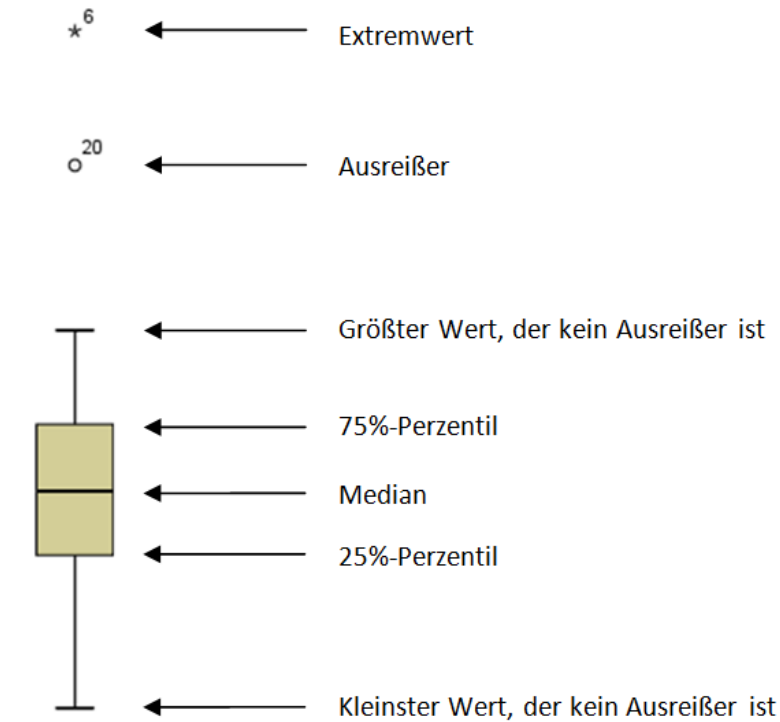 6
Extremwert
20
Ausreißer
Größter Wert, der kein Ausreißer ist
75%-Perzentil
Median
25%-Perzentil
Kleinster Wert, der kein Ausreißer ist